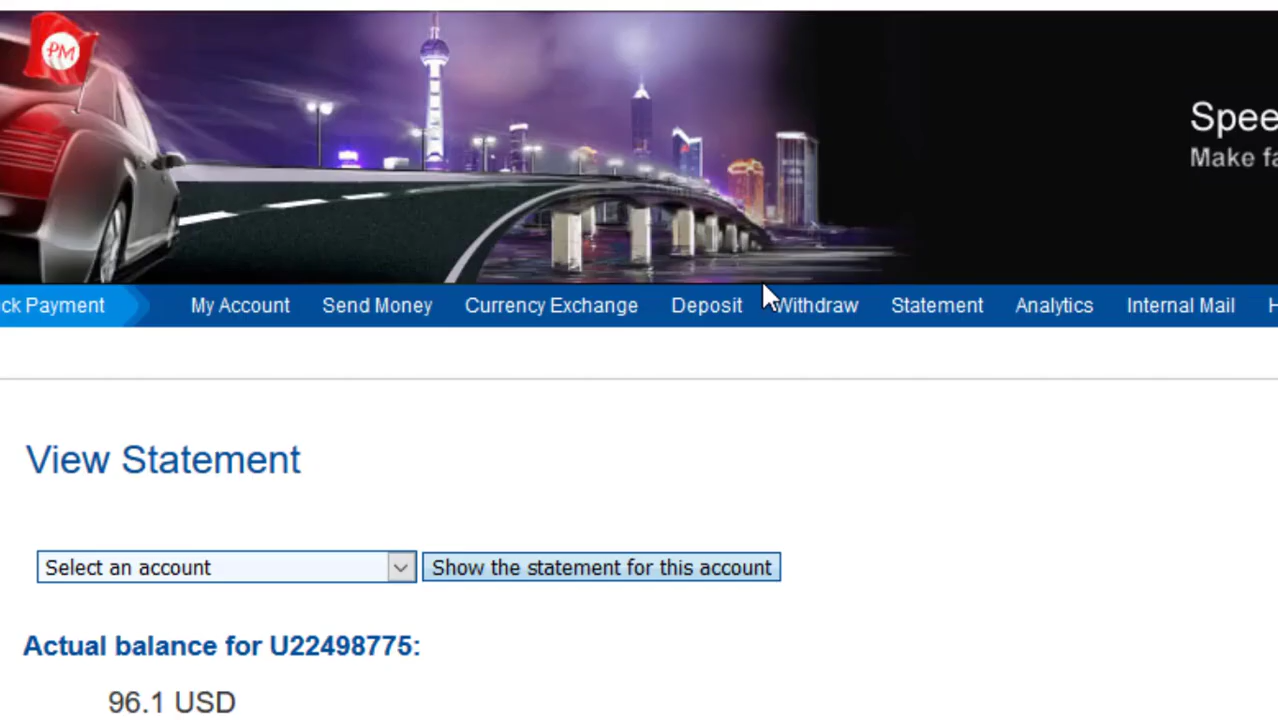 PM
Spee
Make fa
ck Payment My Account Send Money Currency Exchange Deposit Withdraw Statement Analytics Internal Mail H
View Statement
Select an account Show the statement for this account
Actual balance for U22498775:
96.1 USD